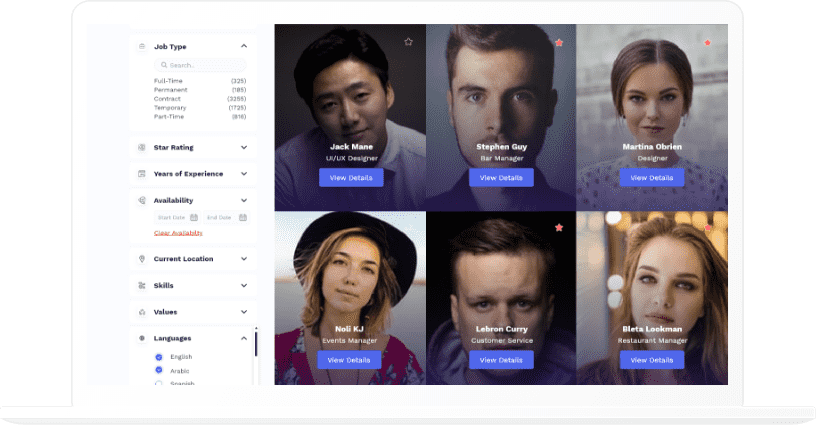 Job Type
Search..
Full-Time (325)
Permanent (185)
Contract (3255)
Temporary (1725)
Part-Time (816)
Star Rating
Years of Experience
Availability
Start Date End Date
Clear Availability
Current Location
Skills
Values
Languages
English
Arabic
Spanish
Jack Mane
UI/UX Designer
View Details
Stephen Guy
Bar Manager
View Details
Martina Obrien
Designer
View Details
Noli KJ
Events Manager
View Details
Lebron Curry
Customer Service
View Details
Bleta Lookman
Restaurant Manager
View Details